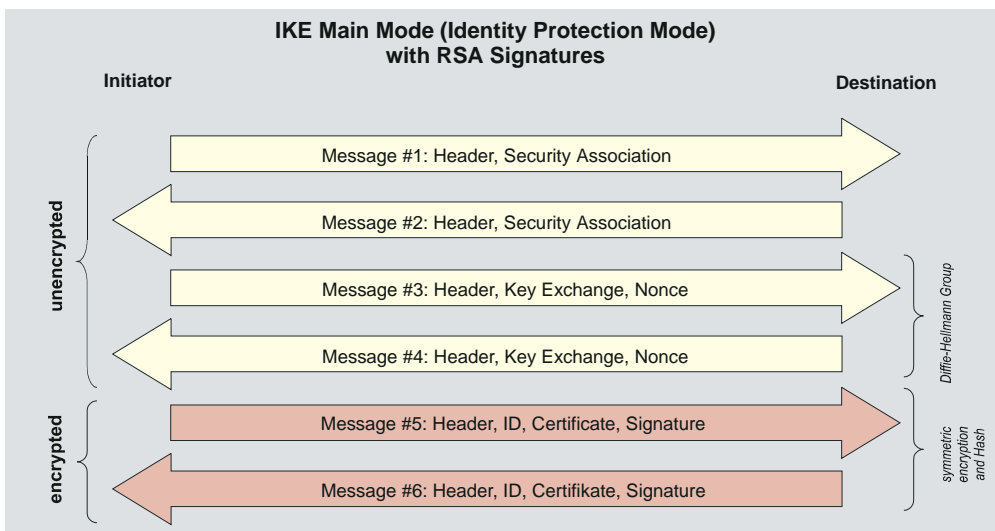 IKE Main Mode (Identity Protection Mode)
with RSA Signatures
Initiator
Destination
unencrypted
Message #1: Header, Security Association
Message #2: Header, Security Association
Message #3: Header, Key Exchange, Nonce
Message #4: Header, Key Exchange, Nonce
Diffie-Hellmann Group
encrypted
Message #5: Header, ID, Certificate, Signature
Message #6: Header, ID, Certifikate, Signature
symmetric
encryption
and Hash